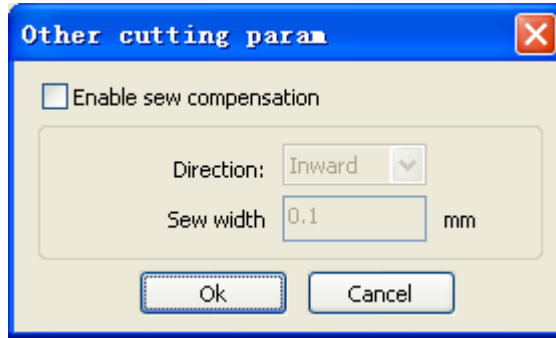 Other cutting param
Enable sew compensation
Direction: Inward
Sew width 0.1 mm
Ok Cancel